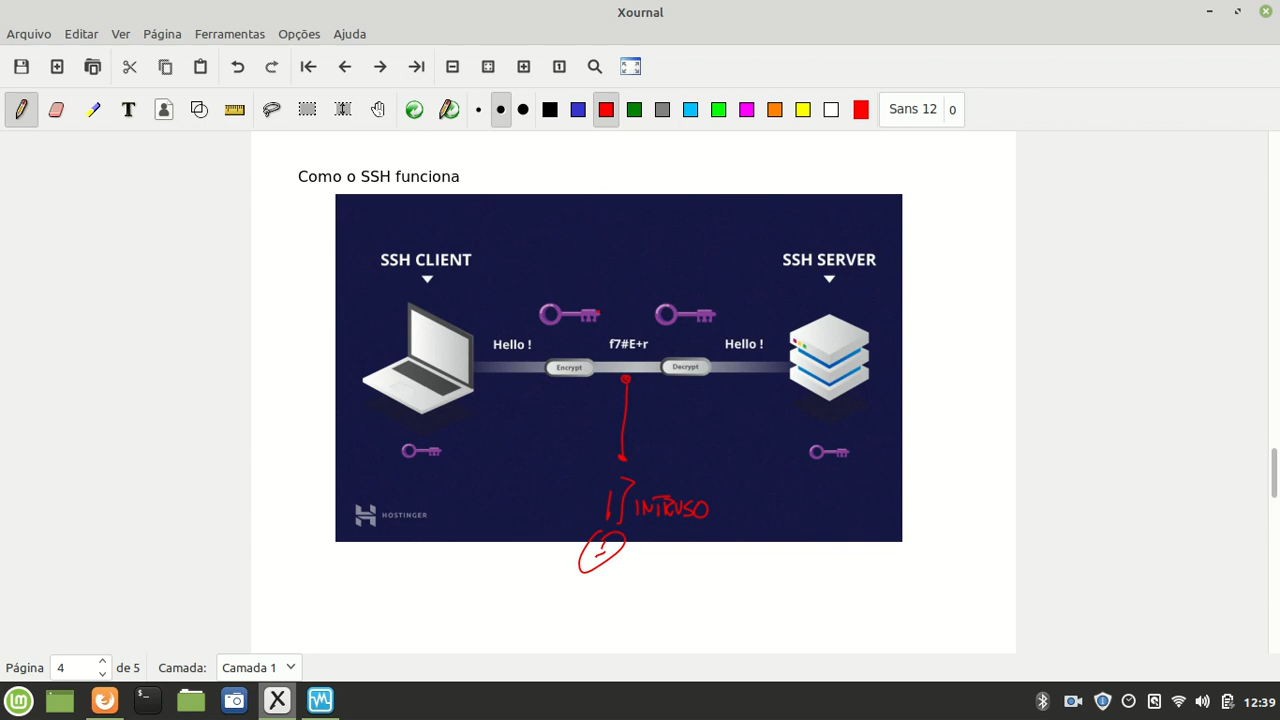 Xournal
Arquivo Editar Ver Página Ferramentas Opções Ajuda
Sans 12 0
Como o SSH funciona
SSH CLIENT
SSH SERVER
Hello !
f7#E+r
Hello !
Encrypt
Decrypt
INTRUSO
HOSTINGER
Página 4 de 5 Camada: Camada 1
12:39